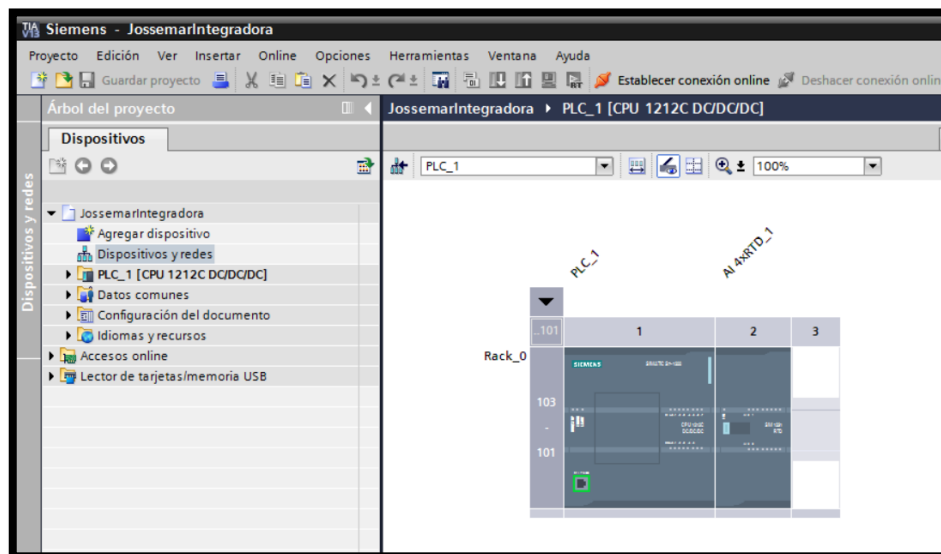 Siemens - JossemarIntegradora
Proyecto Edición Ver Insertar Online Opciones Herramientas Ventana Ayuda
Guardar proyecto Establecer conexión online Deshacer conexión onlin
Árbol del proyecto
JossemarIntegradora PLC_1 [CPU 1212C DC/DC/DC]
Dispositivos
PLC_1 100%
Dispositivos y redes
JossemarIntegradora
Agregar dispositivo
Dispositivos y redes
PLC_1 [CPU 1212C DC/DC/DC]
Datos comunes
Configuración del documento
Idiomas y recursos
Accesos online
Lector de tarjetas/memoria USB
PLC_1
AI 4xRTD_1
..101 1 2 3
Rack_0
SIEMENS
103
-
101